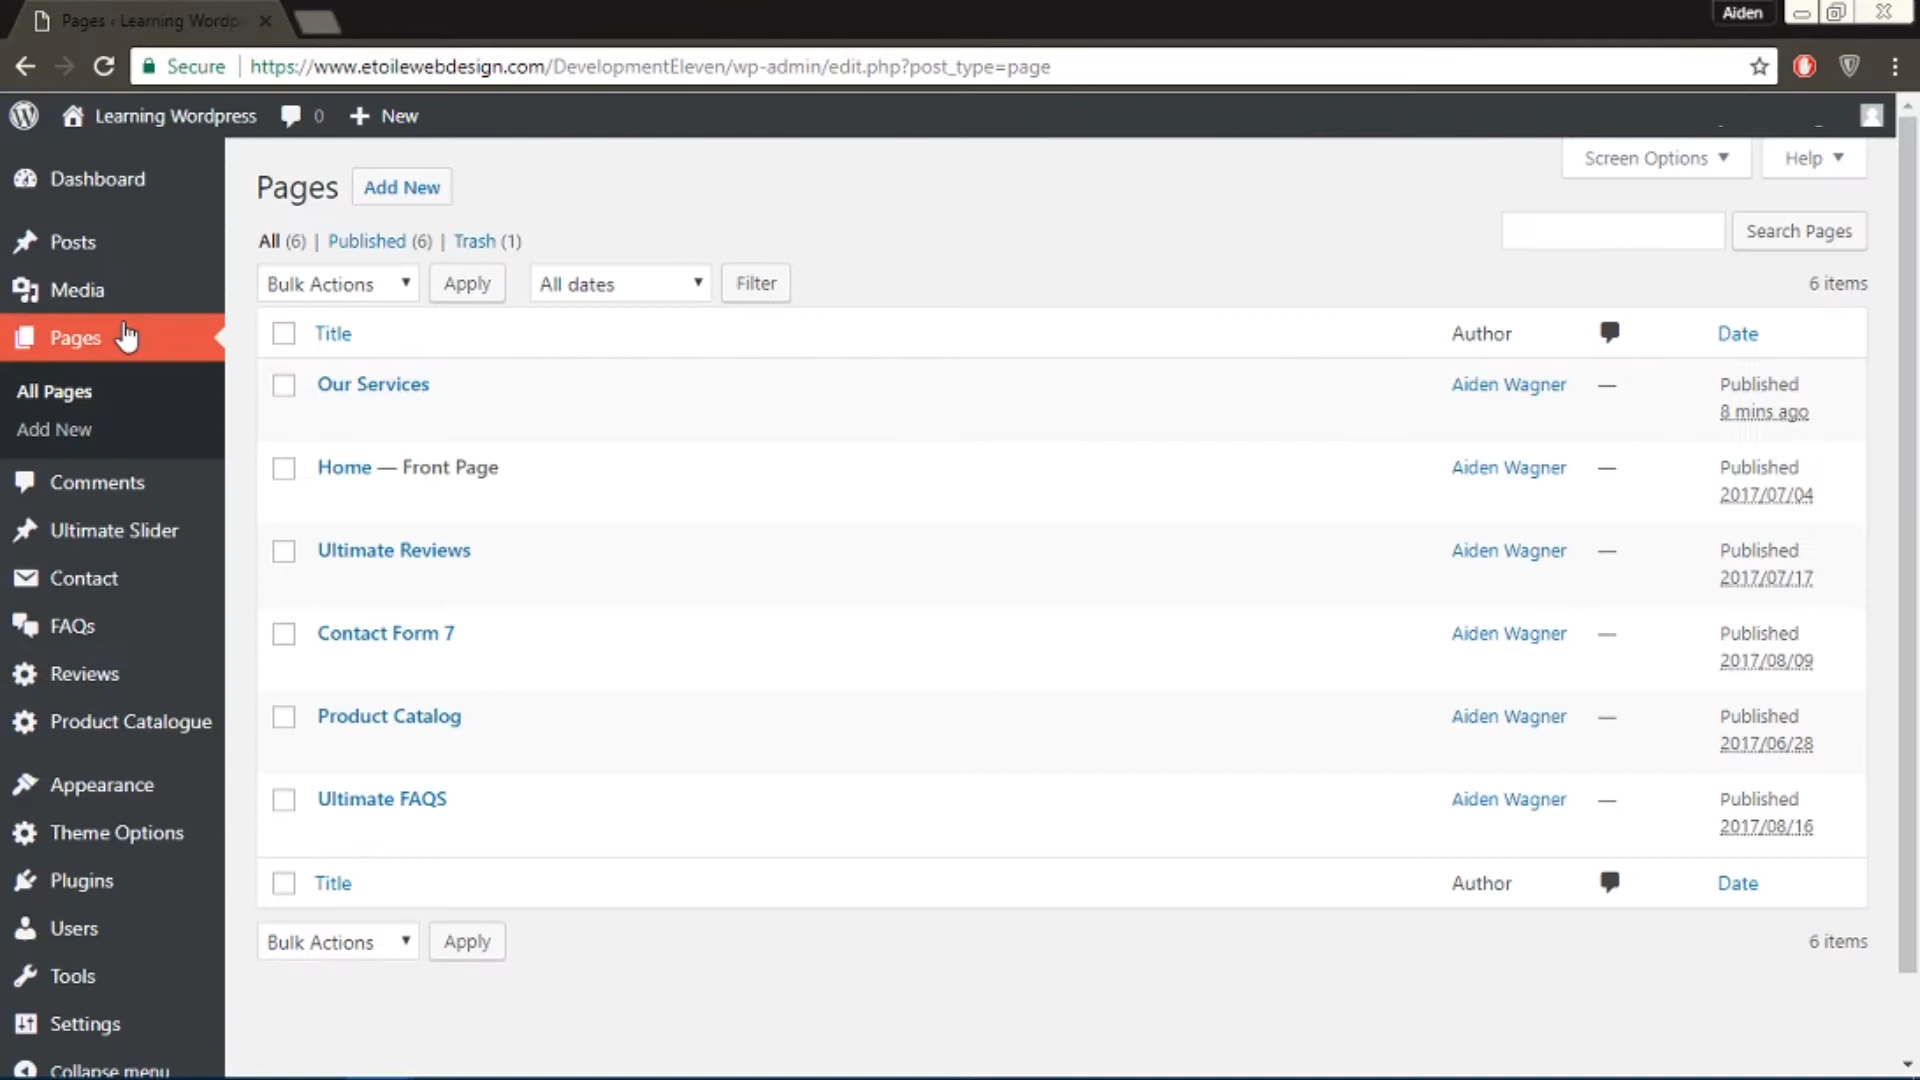 Pages ‹ Learning Wordp
Aiden
Secure
https://www.etoilewebdesign.com/DevelopmentEleven/wp-admin/edit.php?post_type=page
Learning Wordpress 0 New
Dashboard
Posts
Media
Pages
All Pages
Add New
Comments
Ultimate Slider
Contact
FAQs
Reviews
Product Catalogue
Appearance
Theme Options
Plugins
Users
Tools
Settings
Collapse menu
Screen Options Help
Pages Add New
All (6) | Published (6) | Trash (1)
Search Pages
Bulk Actions Apply All dates Filter 6 items
Title Author Date
Our Services Aiden Wagner — Published
8 mins ago
Home — Front Page Aiden Wagner — Published
2017/07/04
Ultimate Reviews Aiden Wagner — Published
2017/07/17
Contact Form 7 Aiden Wagner — Published
2017/08/09
Product Catalog Aiden Wagner — Published
2017/06/28
Ultimate FAQS Aiden Wagner — Published
2017/08/16
Title Author Date
Bulk Actions Apply 6 items